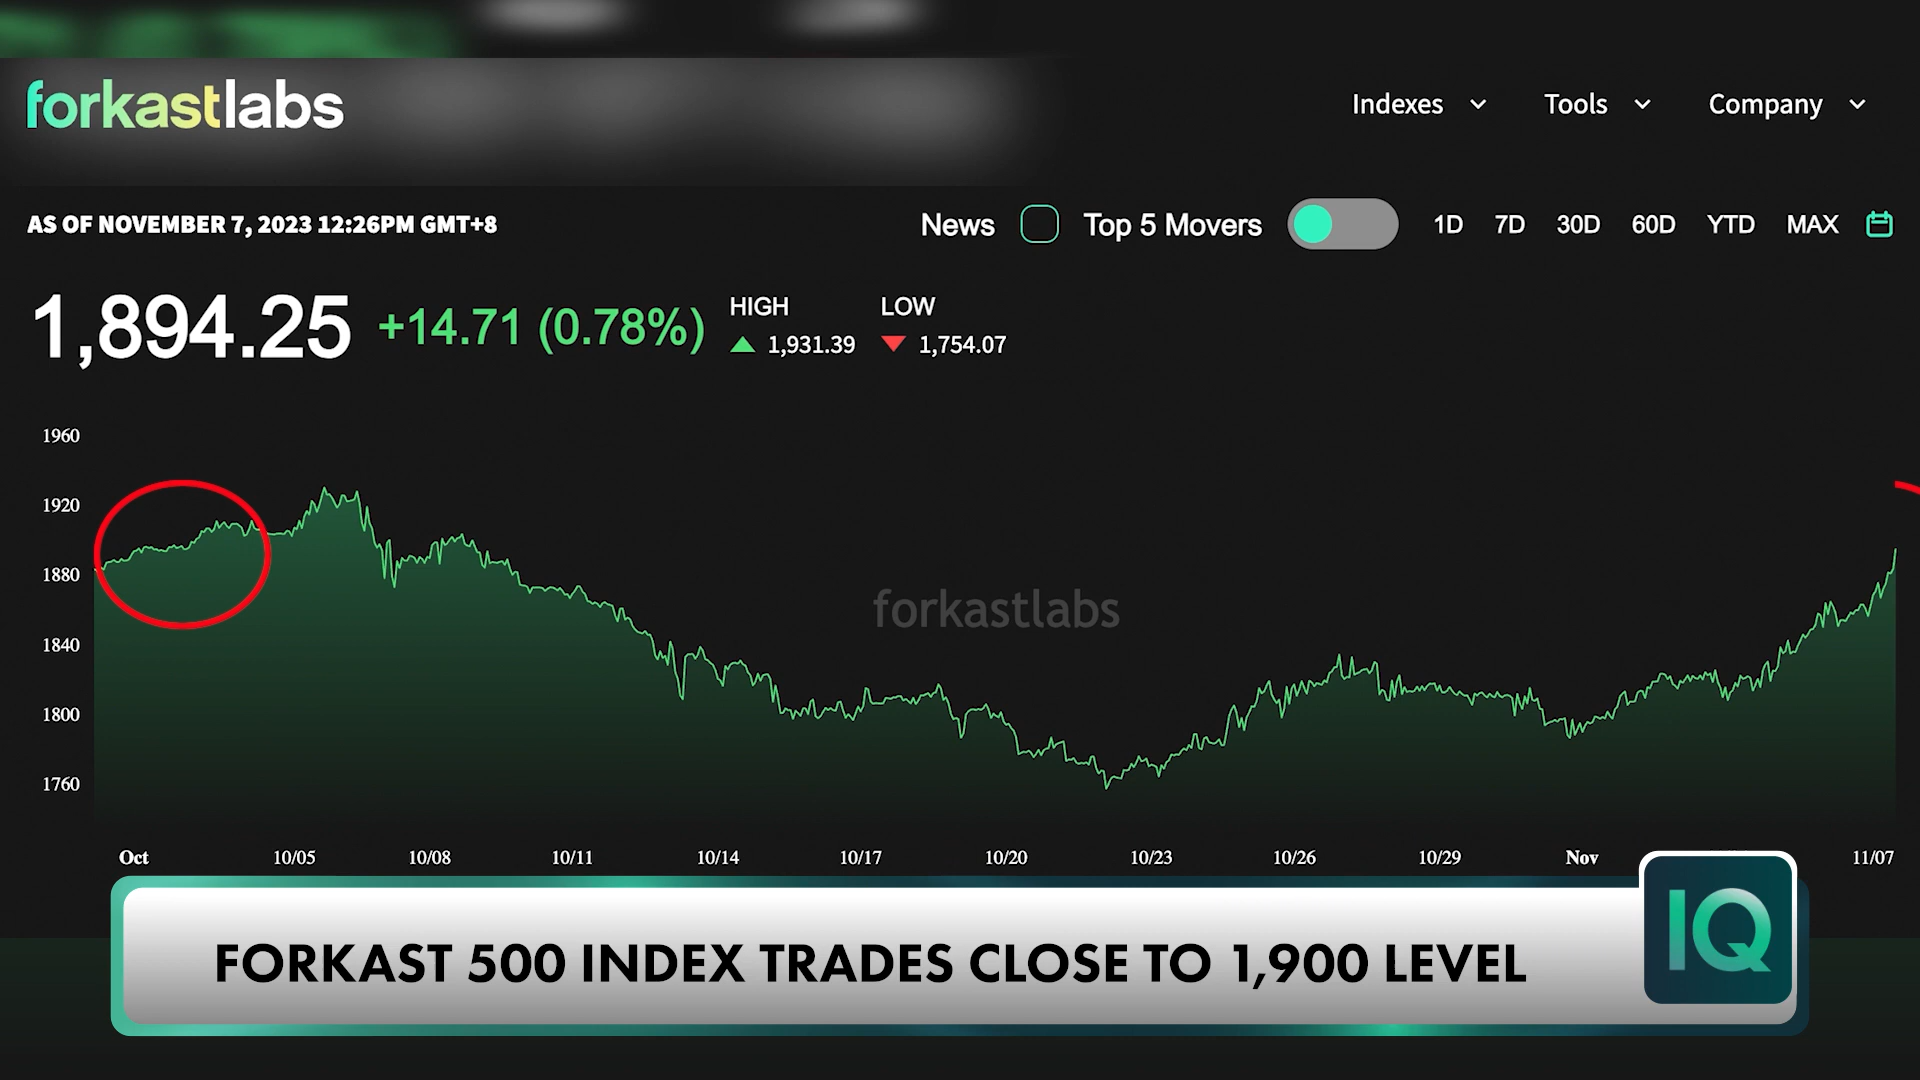 forkastlabs
Indexes
Tools
Company
AS OF NOVEMBER 7, 2023 12:26PM GMT+8
News
Top 5 Movers
1D 7D 30D 60D YTD MAX
1,894.25 +14.71 (0.78%)
HIGH
1,931.39
LOW
1,754.07
1960
1920
1880
1840
1800
1760
forkastlabs
Oct 10/05 10/08 10/11 10/14 10/17 10/20 10/23 10/26 10/29 Nov 11/07
FORKAST 500 INDEX TRADES CLOSE TO 1,900 LEVEL
IQ